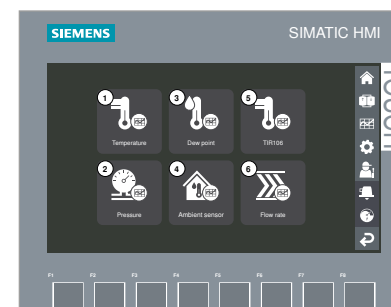 SIEMENS
SIMATIC HMI
1
3
5
Temperature
Dew point
TIR106
2
4
6
Pressure
Ambient sensor
Flow rate
F1 F2 F3 F4 F5 F6 F7 F8